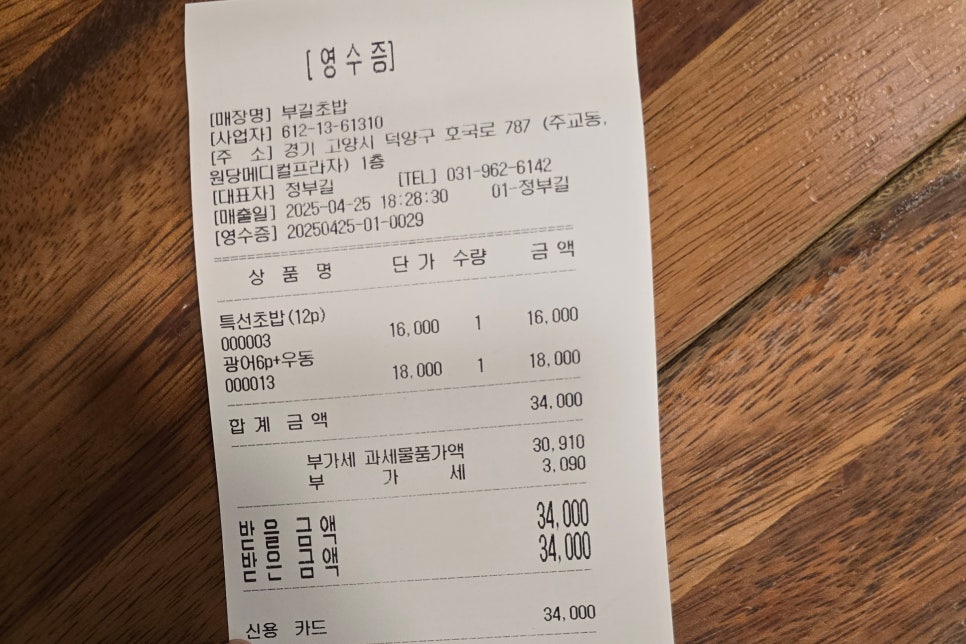 [영수증]
[매장명] 부길초밥
[사업자] 612-13-61310
[주 소] 경기 고양시 덕양구 호국로 787 (주교동,
원당메디컬프라자) 1층
[대표자] 정부길 [TEL] 031-962-6142
[매출일] 2025-04-25 18:28:30 01-정부길
[영수증] 20250425-01-0029
상 품 명 단 가 수량 금 액
특선초밥(12p)
000003 16,000 1 16,000
광어6p+우동
000013 18,000 1 18,000
합 계 금 액 34,000
부가세 과세물품가액 30,910
부 가 세 3,090
받 을 금 액 34,000
받 은 금 액 34,000
신용 카드 34,000